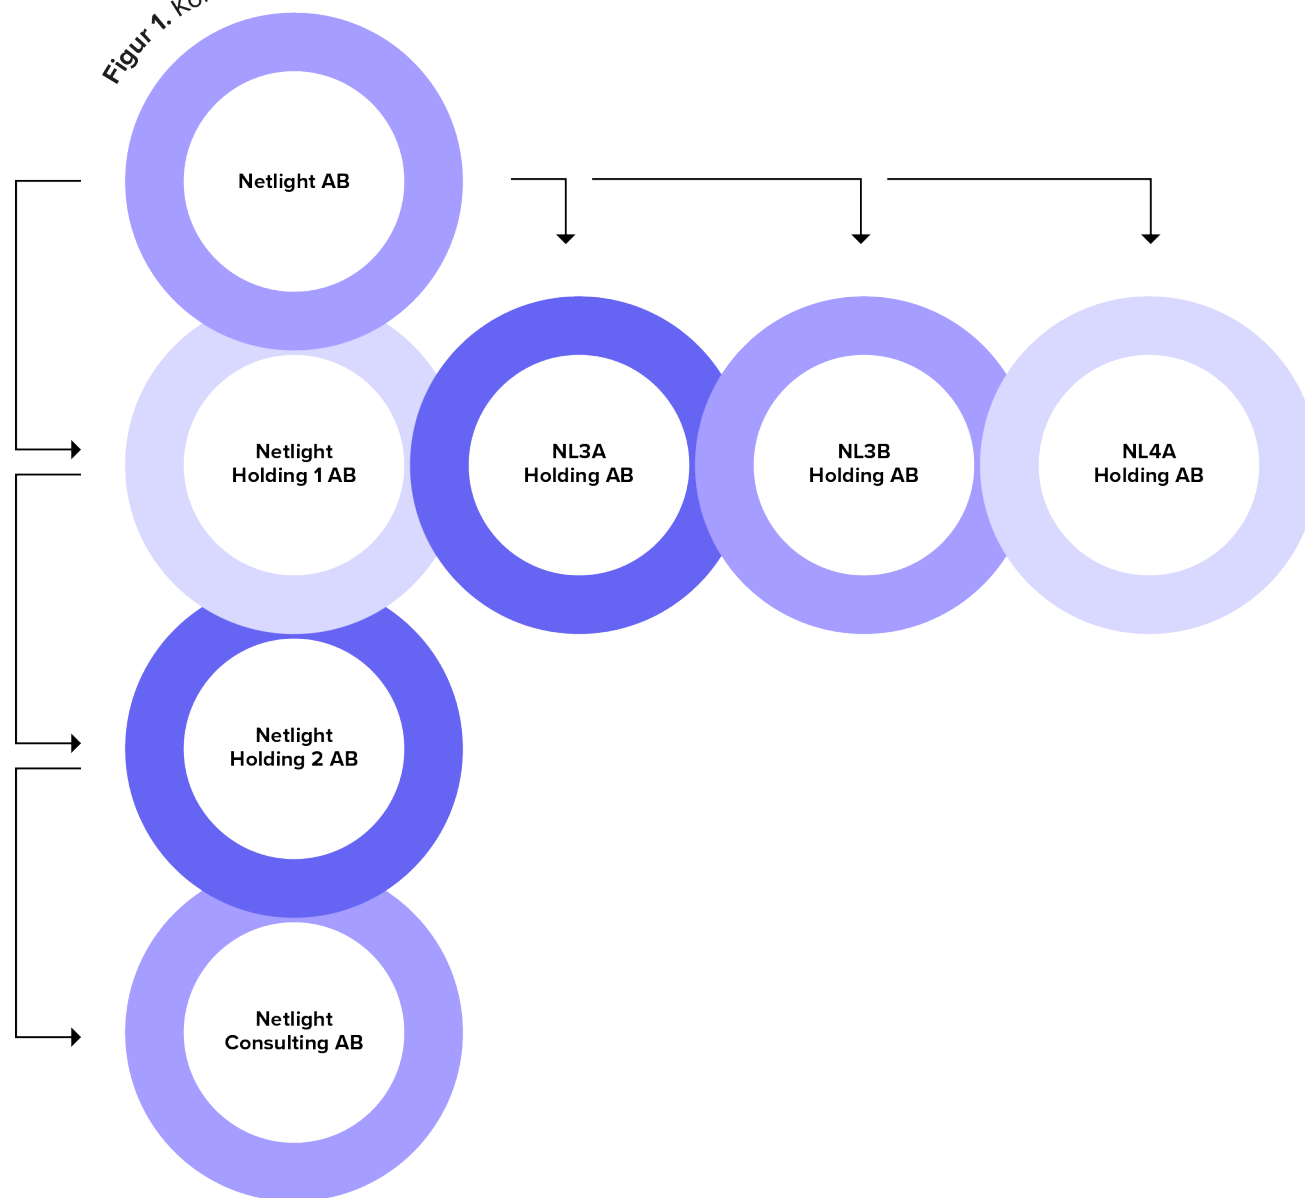 Figur 1.
Netlight AB
Netlight
Holding 1 AB
NL3A
Holding AB
NL3B
Holding AB
NL4A
Holding AB
Netlight
Holding 2 AB
Netlight
Consulting AB